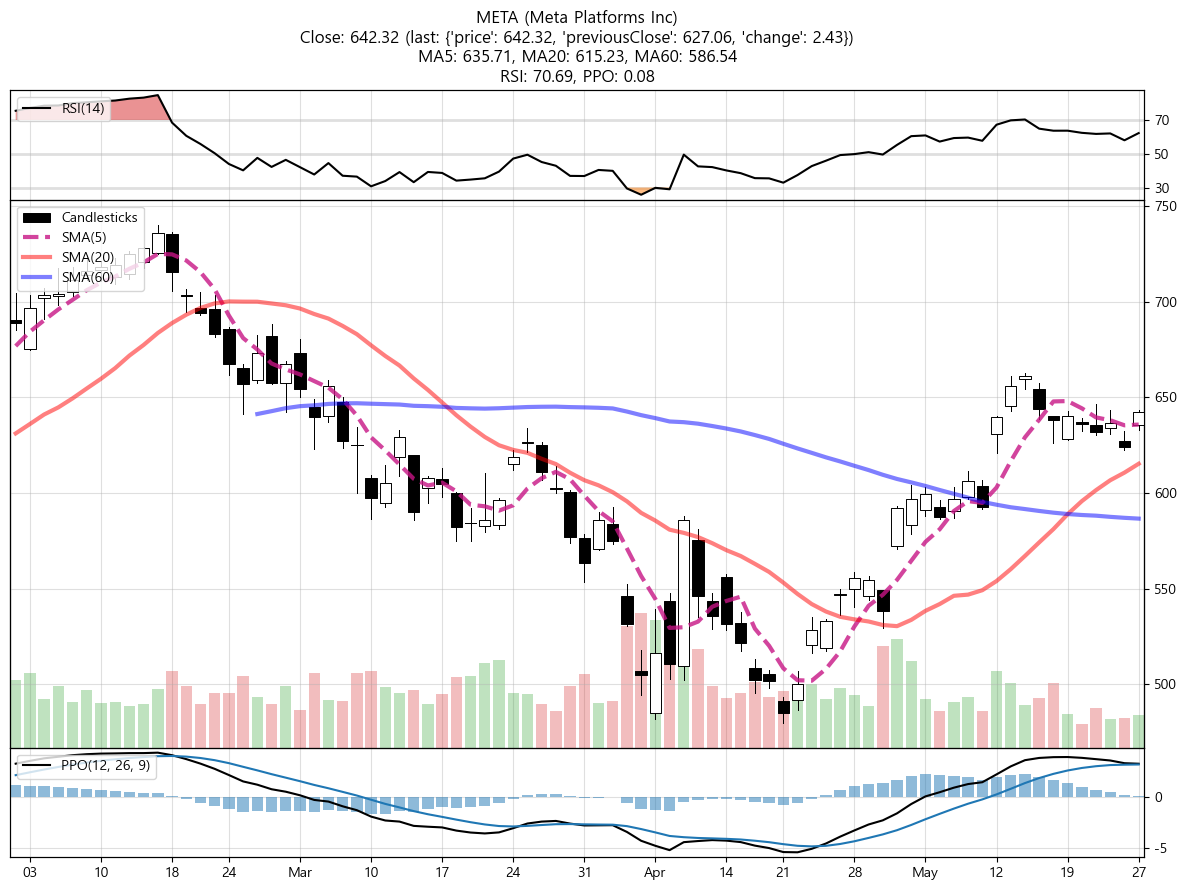 META (Meta Platforms Inc)
Close: 642.32 (last: {'price': 642.32, 'previousClose': 627.06, 'change': 2.43})
MA5: 635.71, MA20: 615.23, MA60: 586.54
RSI: 70.69, PPO: 0.08
RSI(14)
70
50
30
Candlesticks
SMA(5)
SMA(20)
SMA(60)
750
700
650
600
550
500
PPO(12, 26, 9)
0
-5
03 10 18 24 Mar 10 17 24 31 Apr 14 21 28 May 12 19 27